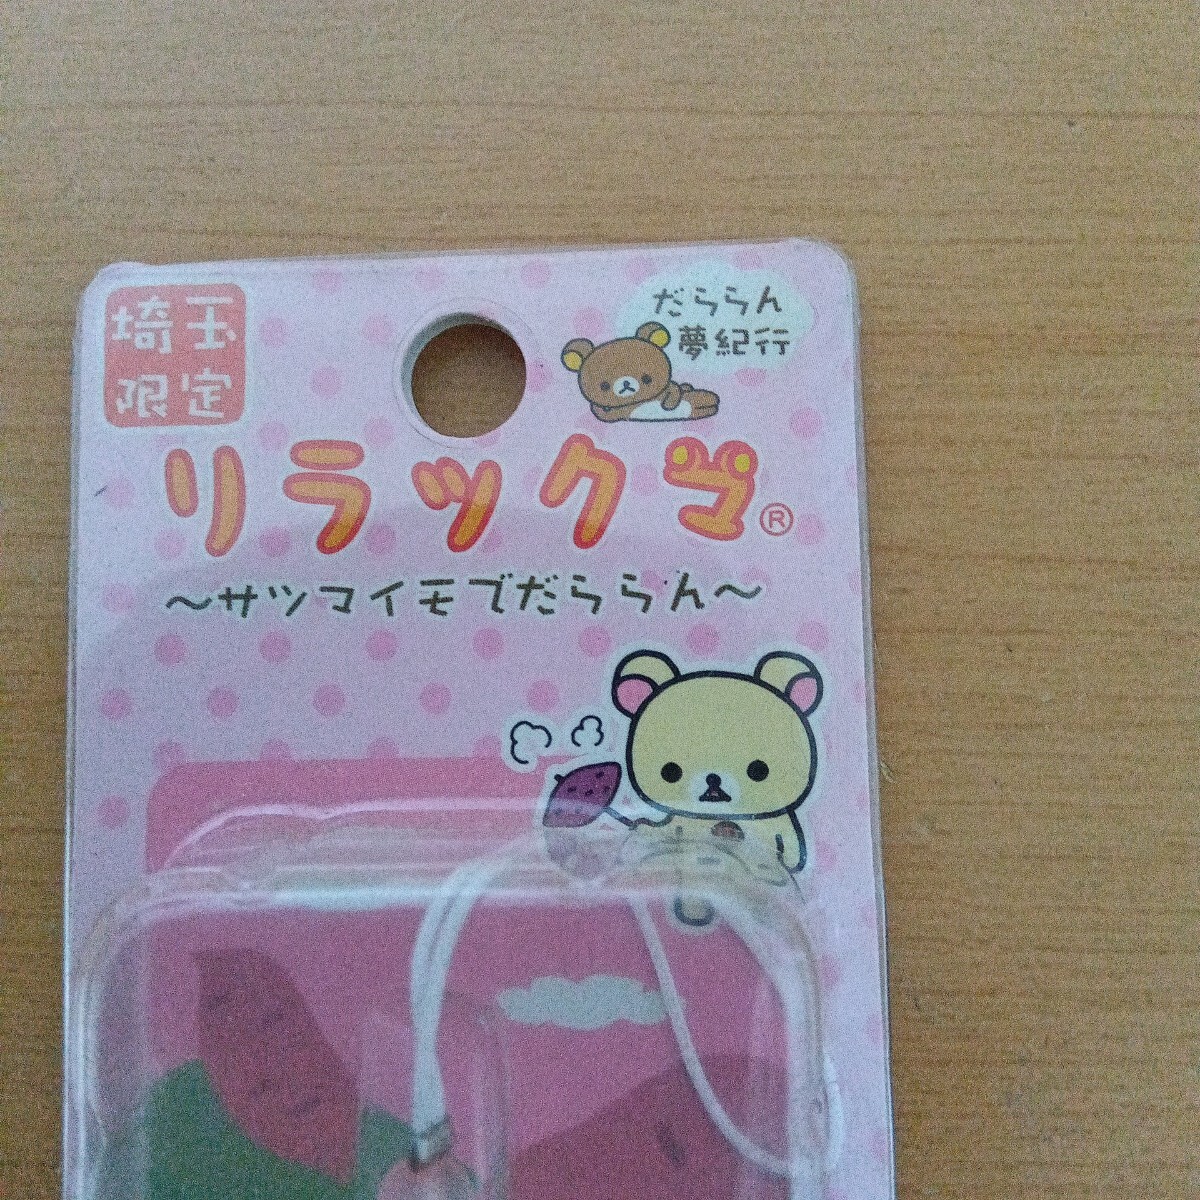 埼玉
限定
だららん
夢紀行
リラックマ®
～サツマイモでだららん～